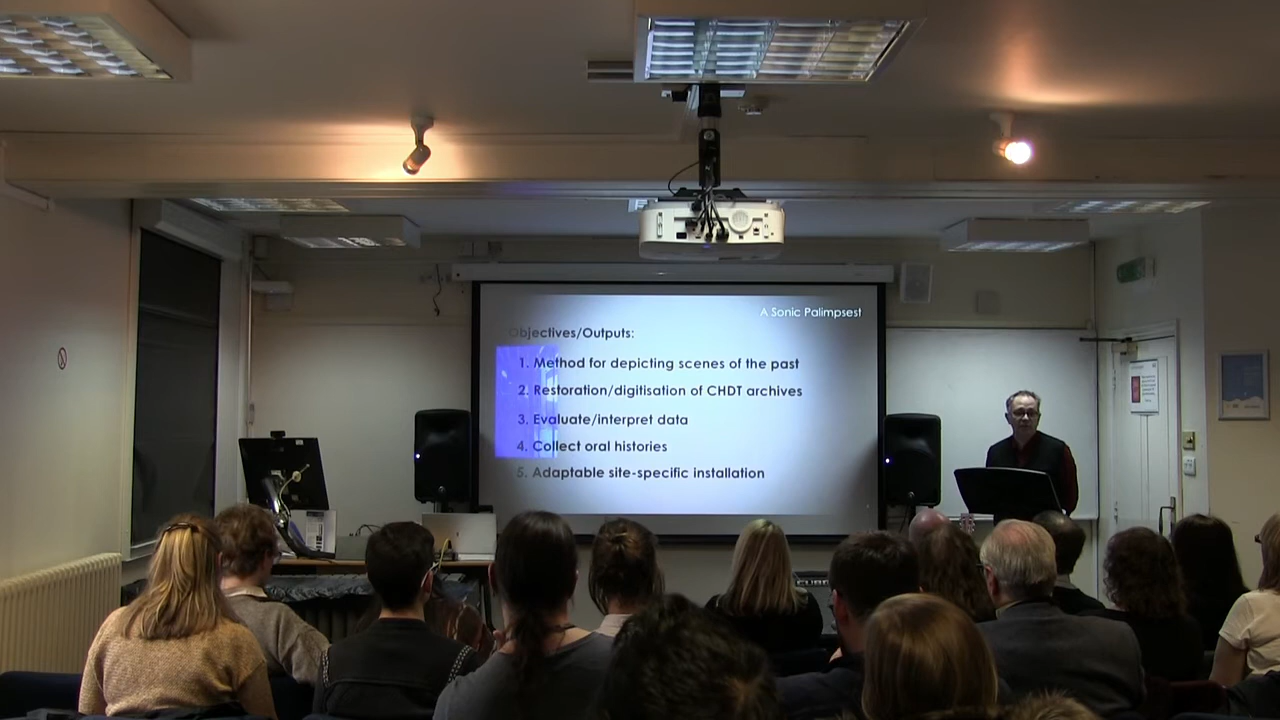 A Sonic Palimpsest
Objectives/Outputs:
1. Method for depicting scenes of the past
2. Restoration/digitisation of CHDT archives
3. Evaluate/interpret data
4. Collect oral histories
5. Adaptable site-specific installation